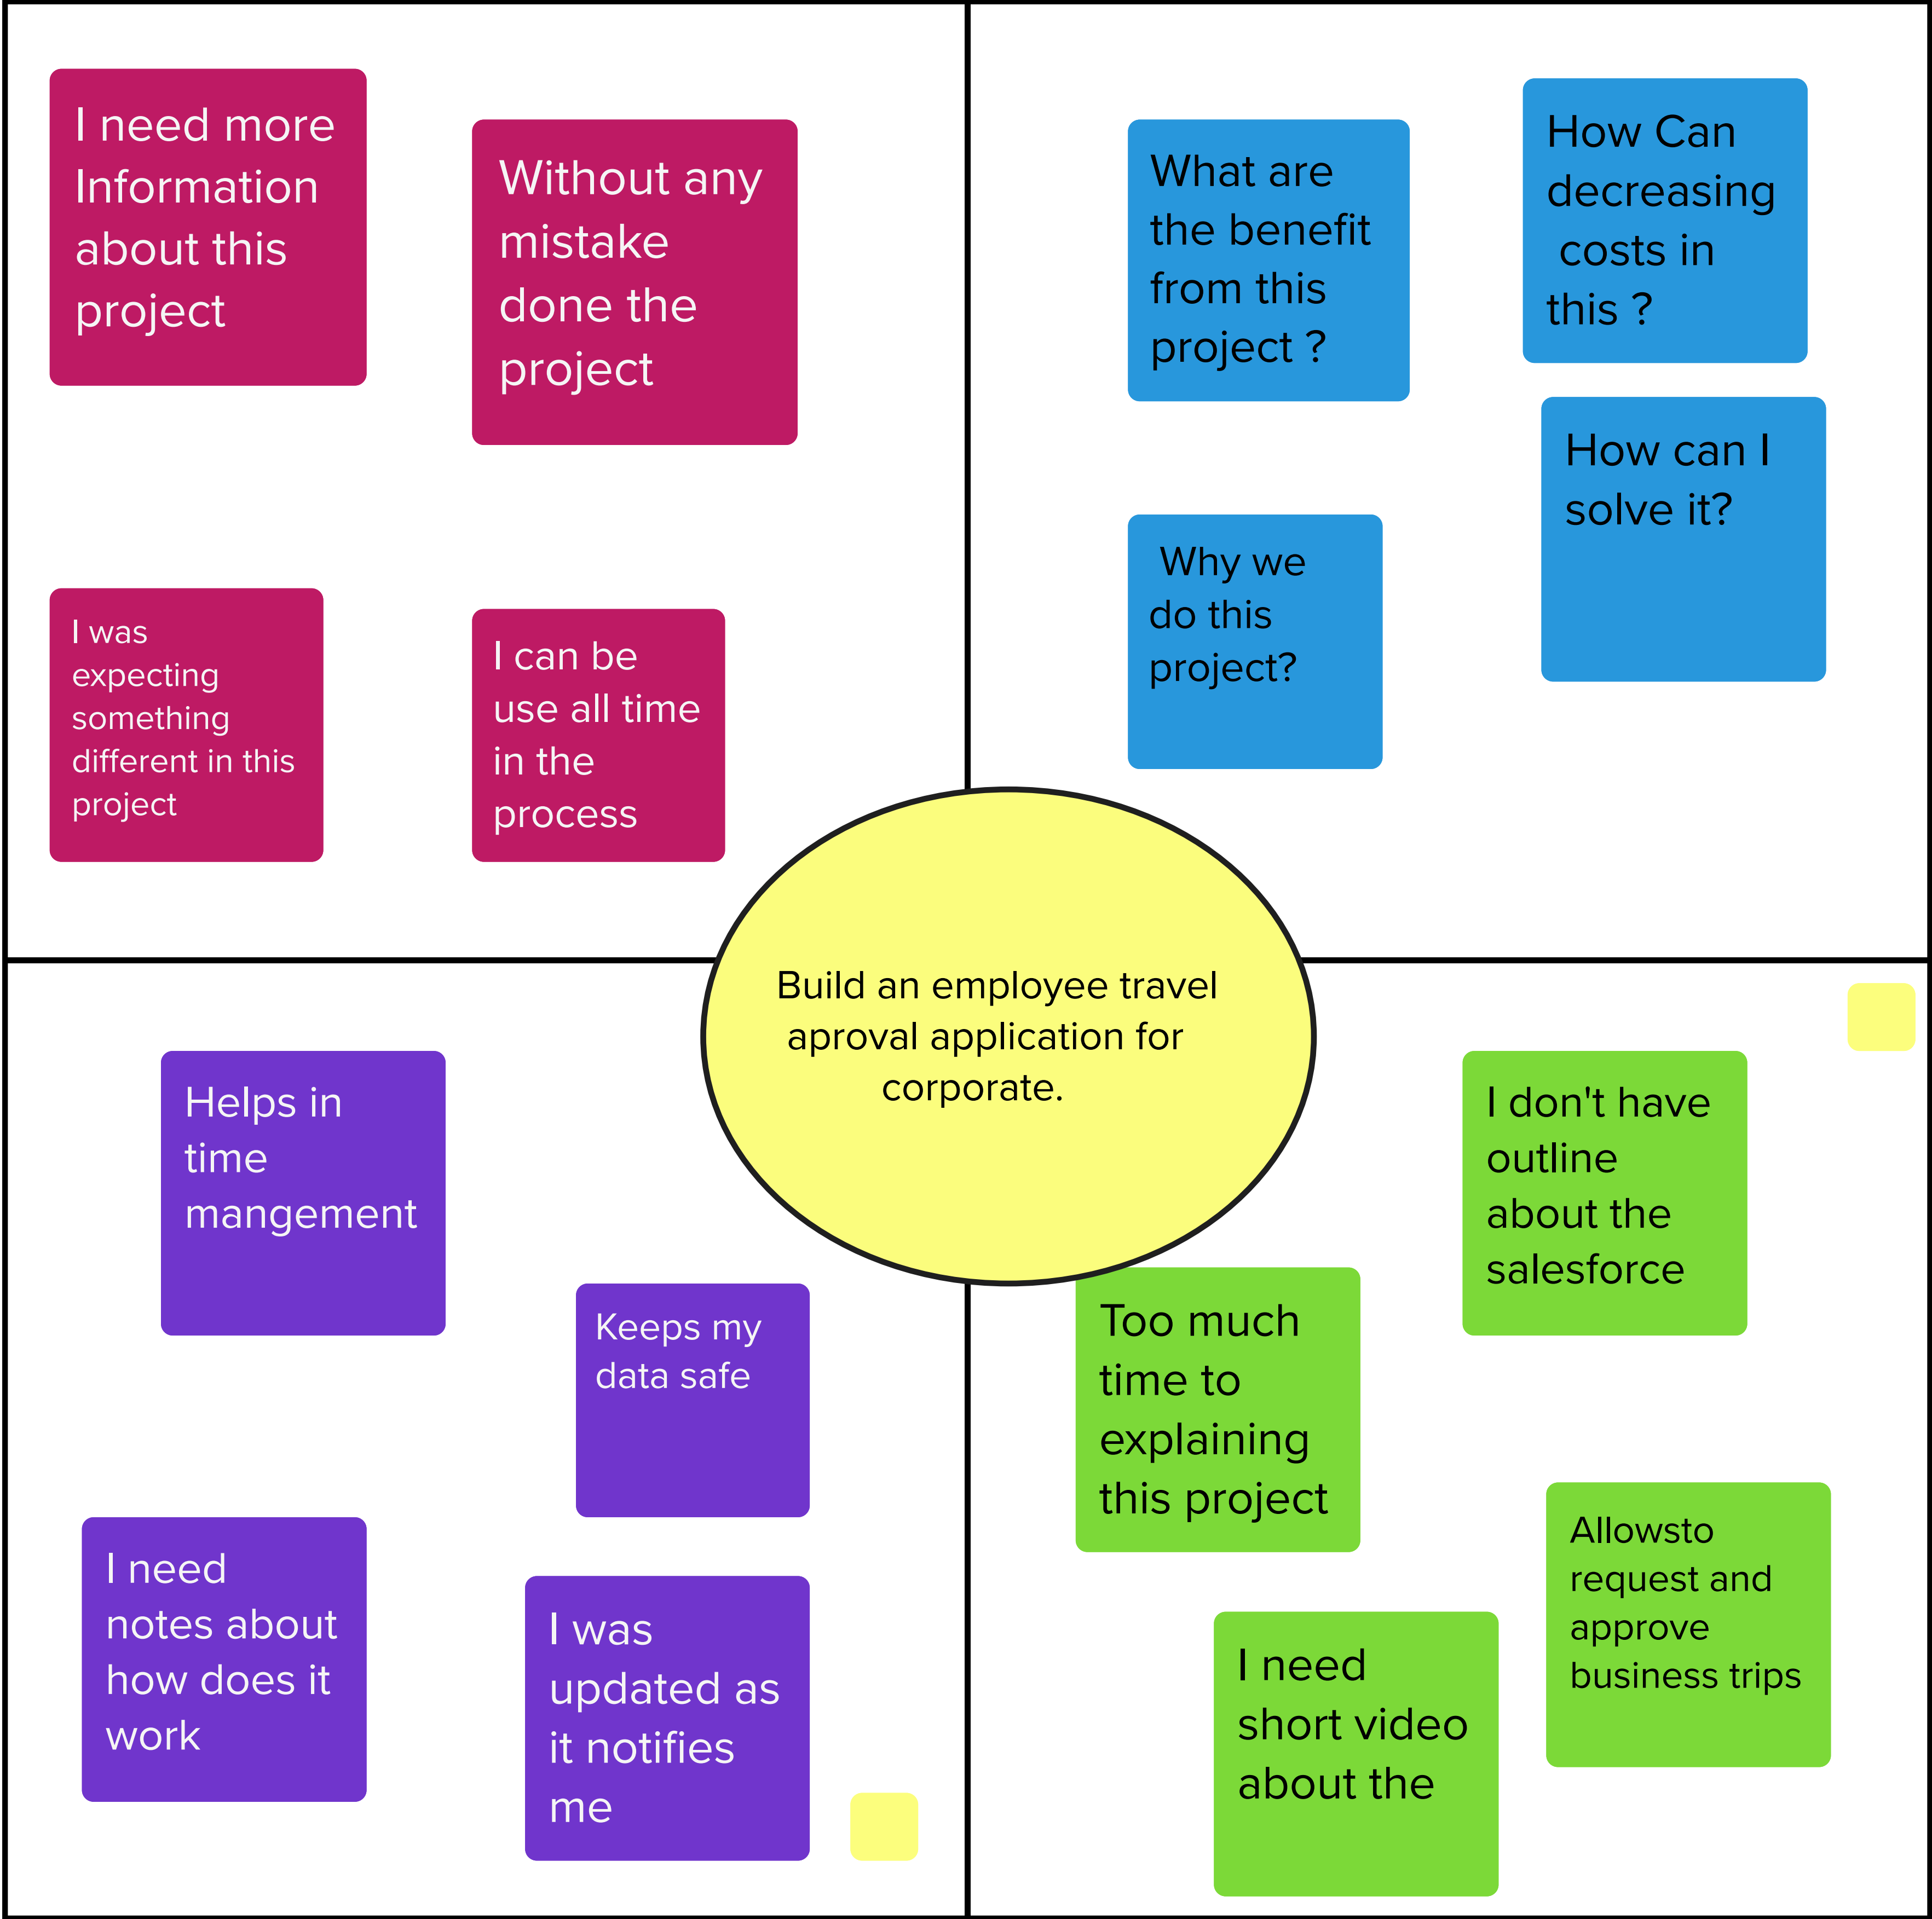 I need more
Information
about this
project
Without any
mistake
done the
project
I was
expecting
something
different in this
project
I can be
use all time
in the
process
What are
the benefit
from this
project ?
How Can
decreasing
costs in
this ?
How can I
solve it?
Why we
do this
project?
Build an employee travel
aproval application for
corporate.
Helps in
time
mangement
Keeps my
data safe
I need
notes about
how does it
work
I was
updated as
it notifies
me
I don't have
outline
about the
salesforce
Too much
time to
explaining
this project
Allowsto
request and
approve
business trips
I need
short video
about the